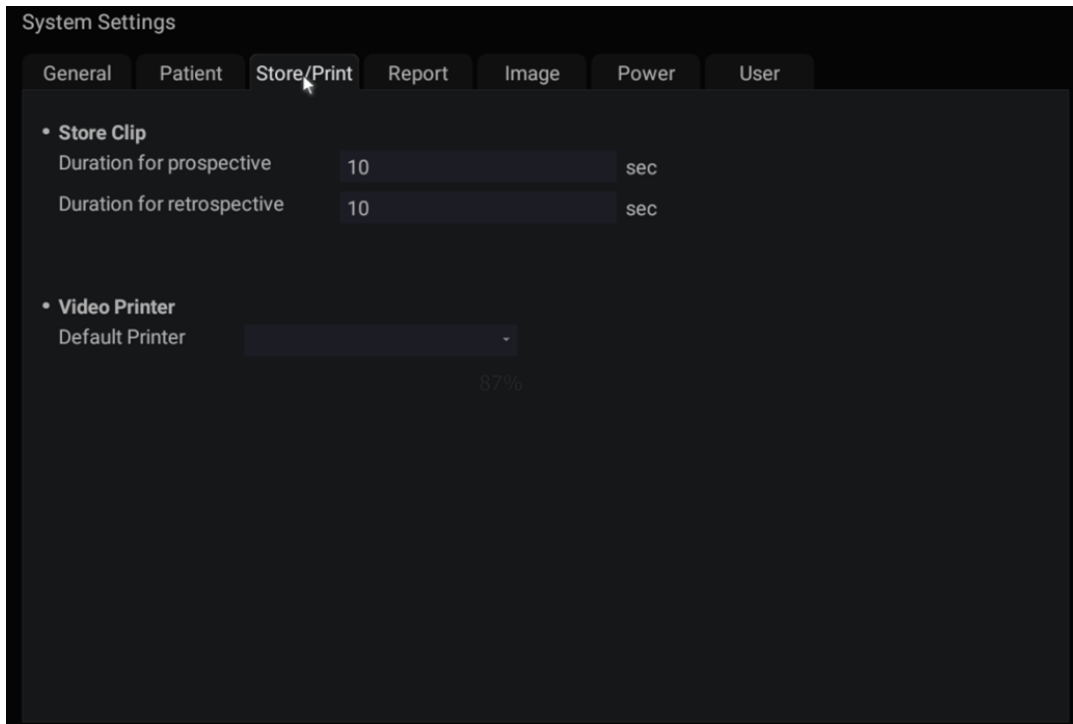 System Settings
General Patient Store/Print Report Image Power User
• Store Clip
Duration for prospective 10 sec
Duration for retrospective 10 sec
• Video Printer
Default Printer
87%